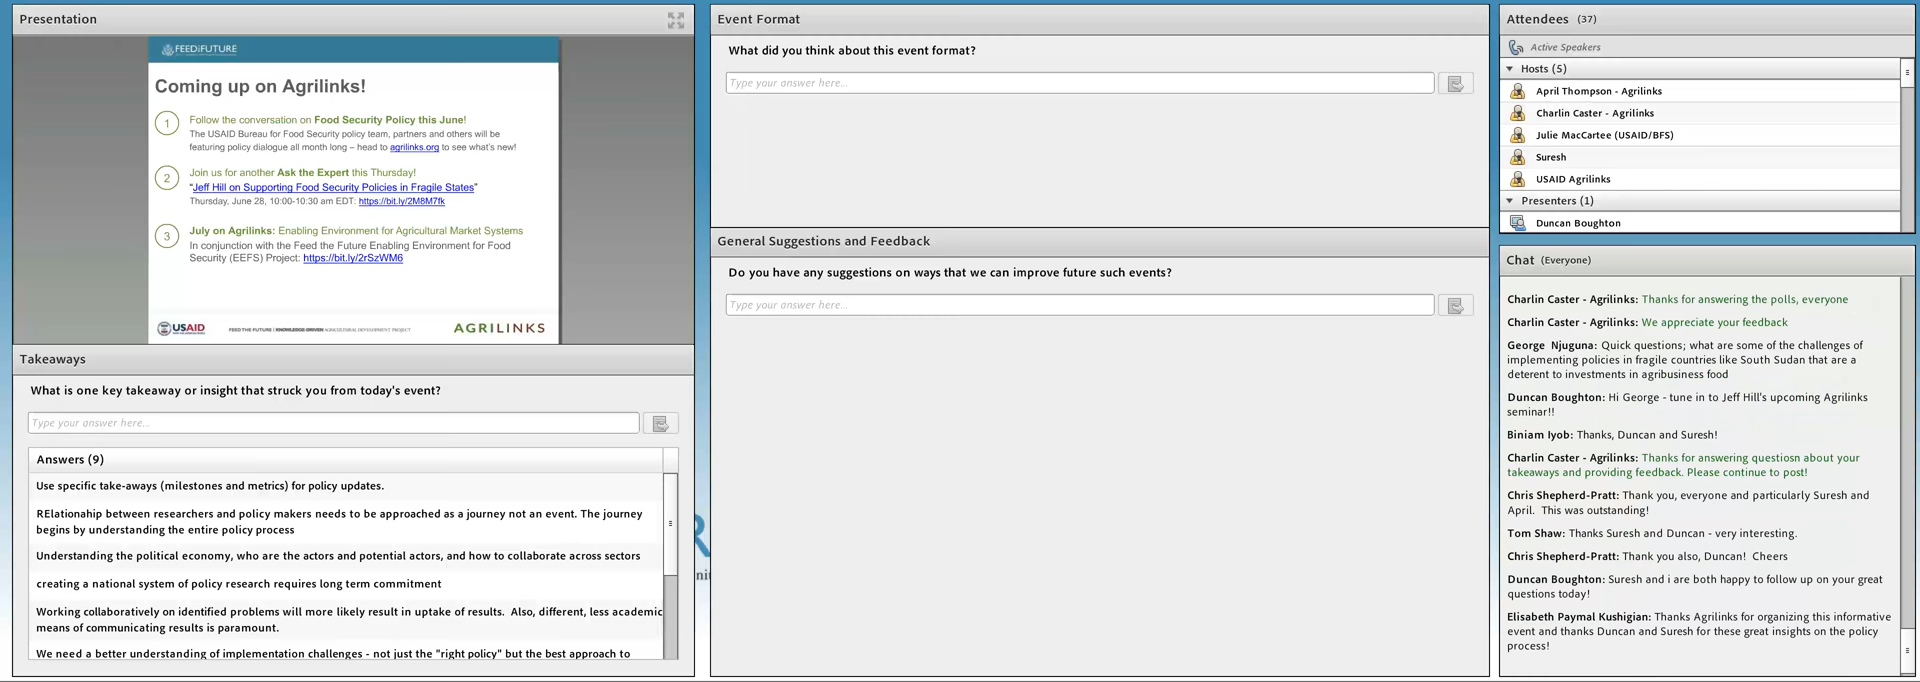 Presentation
FEEDTHEFUTURE
Coming up on Agrilinks!
1
Follow the conversation on Food Security Policy this June!
The USAID Bureau for Food Security policy team, partners and others will be
featuring policy dialogue all month long – head to agrilinks.org to see what's new!
2
Join us for another Ask the Expert this Thursday!
"Jeff Hill on Supporting Food Security Policies in Fragile States"
Thursday, June 28, 10:00-10:30 am EDT: https://bit.ly/2M8M7fk
3
July on Agrilinks: Enabling Environment for Agricultural Market Systems
In conjunction with the Feed the Future Enabling Environment for Food
Security (EEFS) Project: https://bit.ly/2rSzWM6
USAID
FEED THE FUTURE | KNOWLEDGE-DRIVEN AGRICULTURAL DEVELOPMENT PROJECT
AGRILINKS
Takeaways
What is one key takeaway or insight that struck you from today's event?
Type your answer here...
Answers (9)
Use specific take-aways (milestones and metrics) for policy updates.
RElationship between researchers and policy makers needs to be approached as a journey not an event. The journey
begins by understanding the entire policy process
Understanding the political economy, who are the actors and potential actors, and how to collaborate across sectors
creating a national system of policy research requires long term commitment
Working collaboratively on identified problems will more likely result in uptake of results. Also, different, less academic
means of communicating results is paramount.
We need a better understanding of implementation challenges - not just the "right policy" but the best approach to
Event Format
What did you think about this event format?
Type your answer here...
General Suggestions and Feedback
Do you have any suggestions on ways that we can improve future such events?
Type your answer here...
Attendees (37)
Active Speakers
Hosts (5)
April Thompson - Agrilinks
Charlin Caster - Agrilinks
Julie MacCartee (USAID/BFS)
Suresh
USAID Agrilinks
Presenters (1)
Duncan Boughton
Chat (Everyone)
Charlin Caster - Agrilinks: Thanks for answering the polls, everyone
Charlin Caster - Agrilinks: We appreciate your feedback
George Njuguna: Quick questions; what are some of the challenges of
implementing policies in fragile countries like South Sudan that are a
deterent to investments in agribusiness food
Duncan Boughton: Hi George - tune in to Jeff Hill's upcoming Agrilinks
seminar!!
Biniam Iyob: Thanks, Duncan and Suresh!
Charlin Caster - Agrilinks: Thanks for answering questiosn about your
takeaways and providing feedback. Please continue to post!
Chris Shepherd-Pratt: Thank you, everyone and particularly Suresh and
April. This was outstanding!
Tom Shaw: Thanks Suresh and Duncan - very interesting.
Chris Shepherd-Pratt: Thank you also, Duncan! Cheers
Duncan Boughton: Suresh and i are both happy to follow up on your great
questions today!
Elisabeth Paymal Kushigian: Thanks Agrilinks for organizing this informative
event and thanks Duncan and Suresh for these great insights on the policy
process!